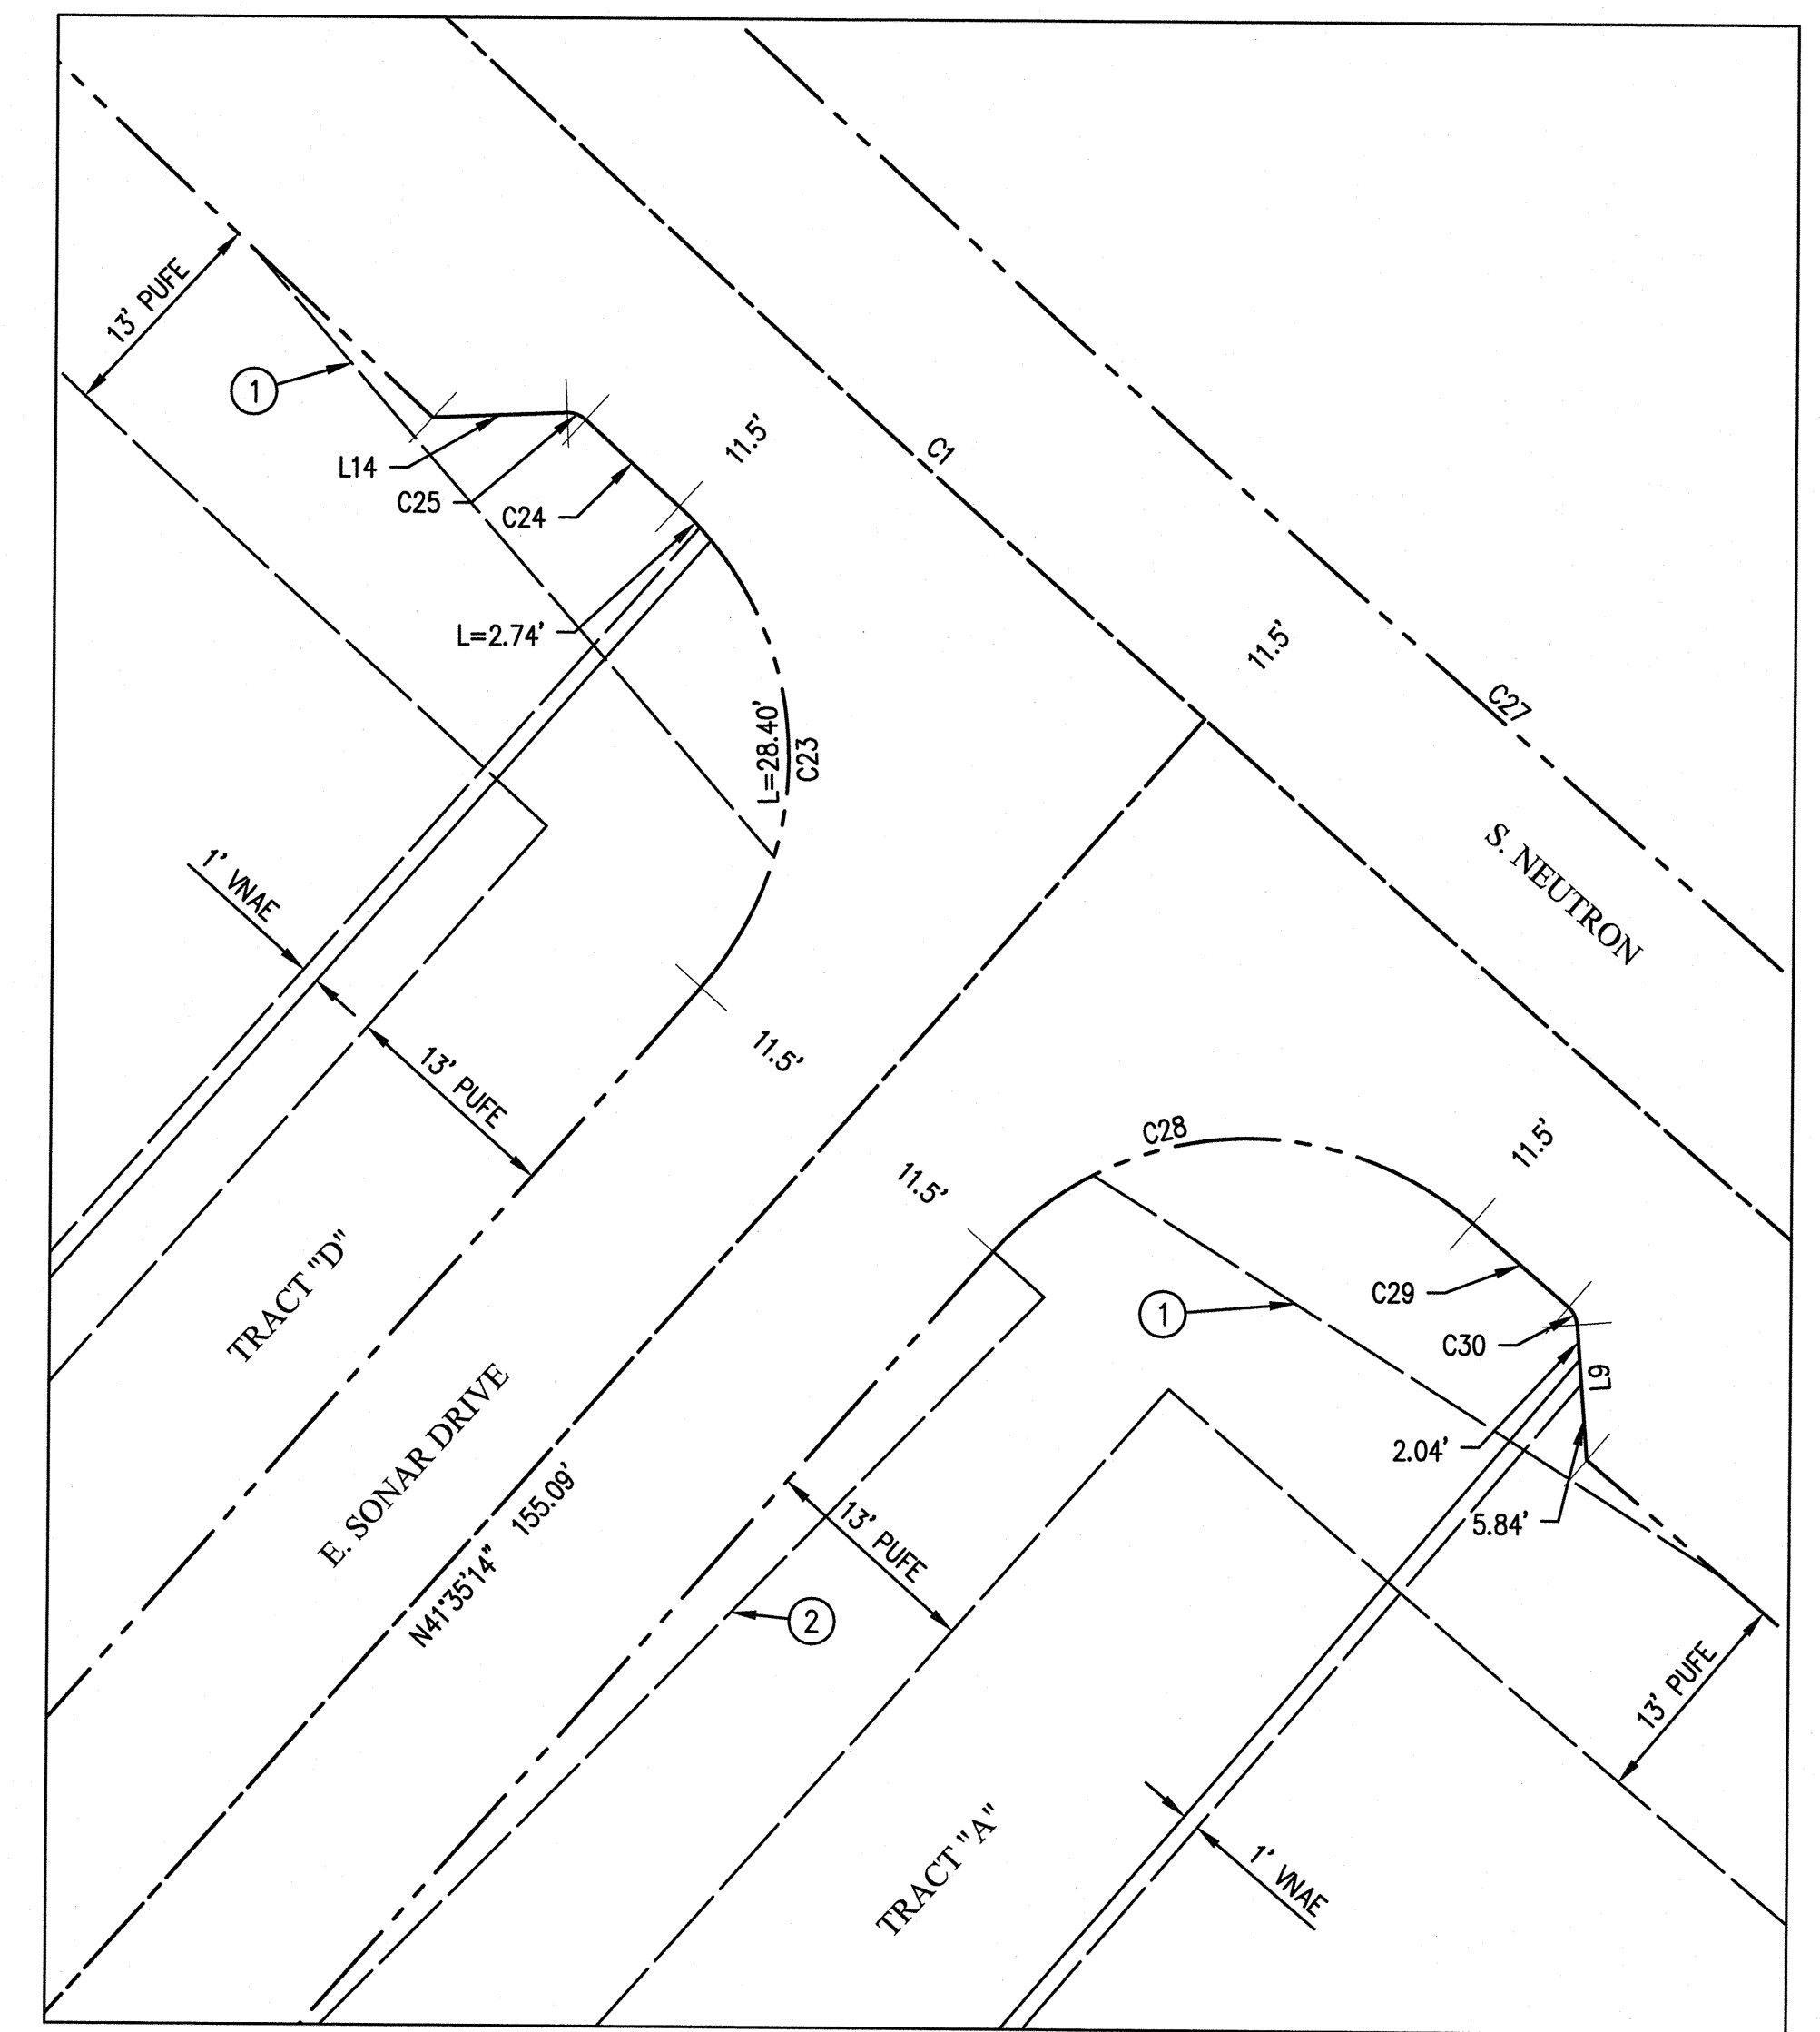 13' PUFE
1
L14
C25
C24
11.5'
C1
L=2.74'
11.5'
C27
L=28.40'
C23
S. NEUTRON
1' VNAE
13' PUFE
11.5'
C28
11.5'
11.5'
TRACT "D"
C29
1
C30
L9
E. SONAR DRIVE
2.04'
N41°35'14" 155.09'
13' PUFE
5.84'
2
13' PUFE
TRACT "A"
1' VNAE